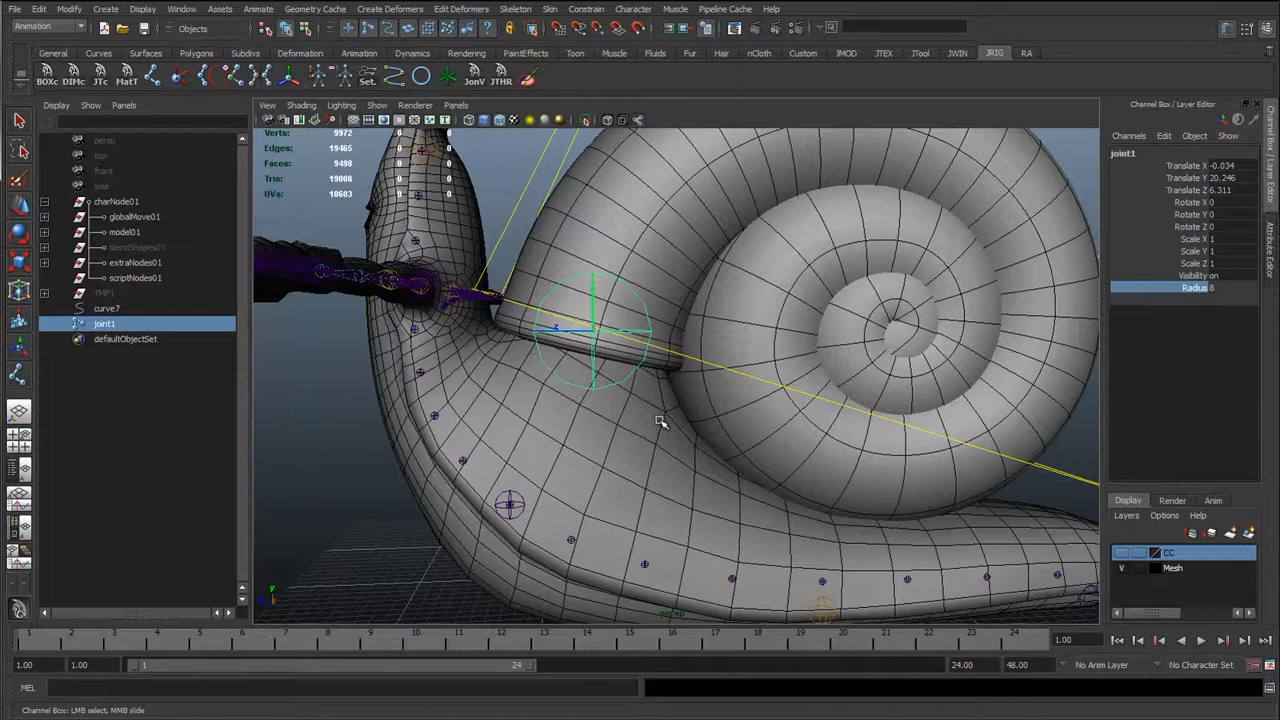 File Edit Modify Create Display Window Assets Animate Geometry Cache Create Deformers Edit Deformers Skeleton Skin Constrain Character Muscle Pipeline Cache Help
Animation Objects
General Curves Surfaces Polygons Subdivs Deformation Animation Dynamics Rendering PaintEffects Toon Muscle Fluids Fur Hair nCloth Custom JMOD JTEX JTool JWIN JRIG RA
BOXc DIMc JTc MatT Set. JonV JTHR
Display Show Panels
View Shading Lighting Show Renderer Panels
Channel Box / Layer Editor
persp
top
front
side
charNode01
globalMove01
model01
blendShapes01
extraNodes01
scriptNodes01
TMP1
curve7
joint1
defaultObjectSet
Verts: 9972 0 0
Edges: 19465 0 0
Faces: 9498 0 0
Tris: 19008 0 0
UVs: 10603 0 0
z
persp
y
Channels Edit Object Show
joint1
Translate X -0.034
Translate Y 20.246
Translate Z 6.311
Rotate X 0
Rotate Y 0
Rotate Z 0
Scale X 1
Scale Y 1
Scale Z 1
Visibility on
Radius 8
Channel Box / Layer Editor
Attribute Editor
Display Render Anim
Layers Options Help
CC
V Mesh
1 2 3 4 5 6 7 8 9 10 11 12 13 14 15 16 17 18 19 20 21 22 23 24 1.00
1.00 1.00 1 24 24.00 48.00 No Anim Layer No Character Set
MEL
Channel Box: LMB select, MMB slide